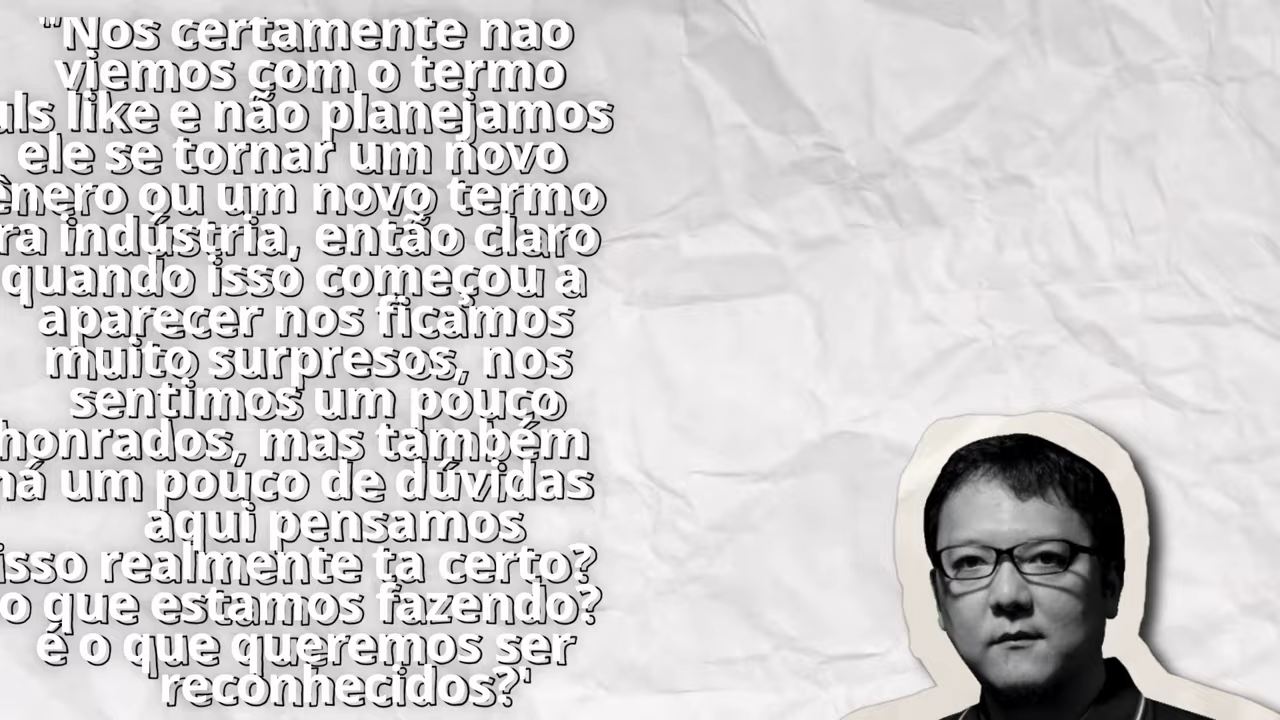 "Nos certamente nao
viemos com o termo
uls like e não planejamos
ele se tornar um novo
ênero ou um novo termo
ra indústria, então claro
quando isso começou a
aparecer nos ficamos
muito surpresos, nos
sentimos um pouco
honrados, mas também
há um pouco de dúvidas
aqui pensamos
isso realmente ta certo?
o que estamos fazendo?
é o que queremos ser
reconhecidos?'